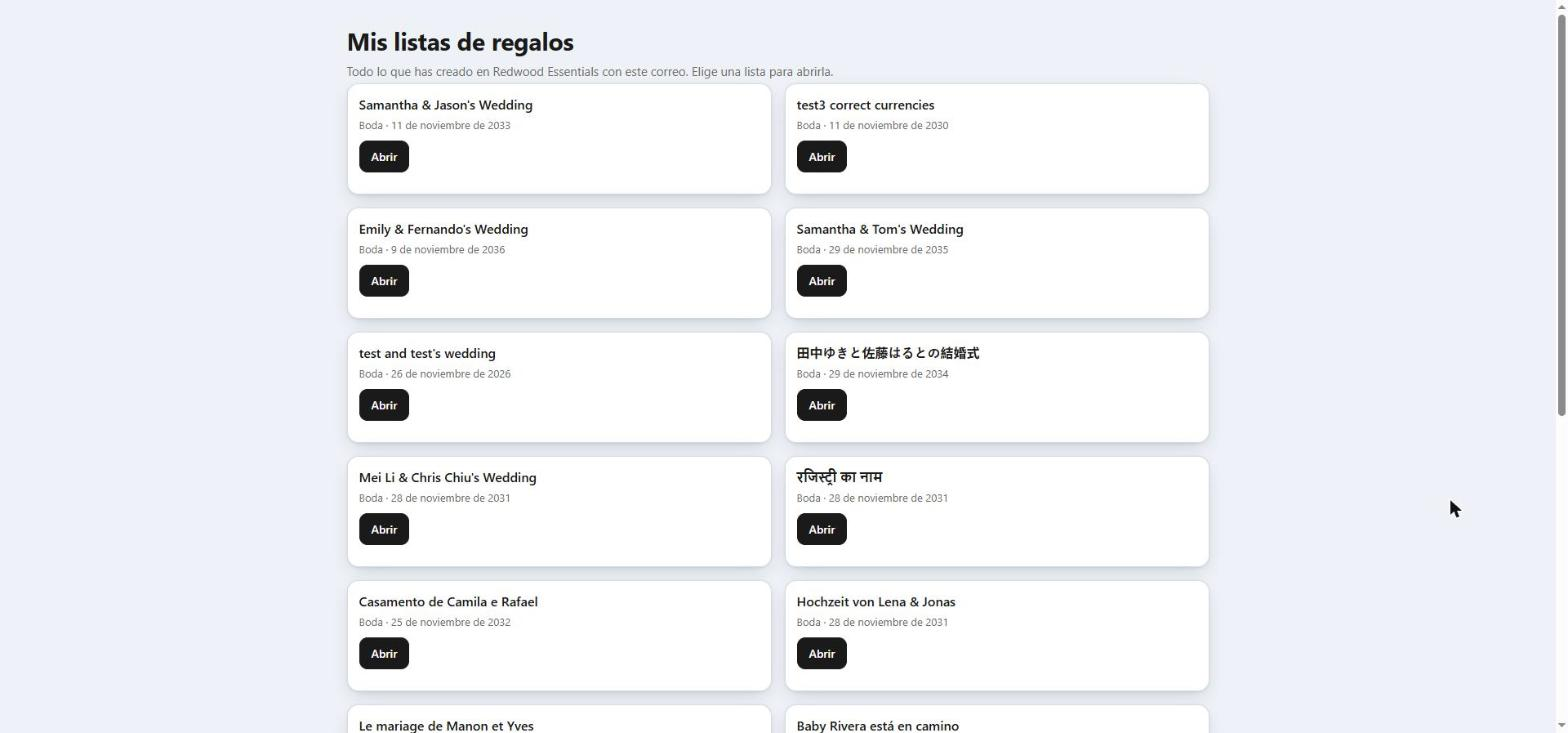 Mis listas de regalos
Todo lo que has creado en Redwood Essentials con este correo. Elige una lista para abrirla.
Samantha & Jason's Wedding
Boda · 11 de noviembre de 2033
Abrir
test3 correct currencies
Boda · 11 de noviembre de 2030
Abrir
Emily & Fernando's Wedding
Boda · 9 de noviembre de 2036
Abrir
Samantha & Tom's Wedding
Boda · 29 de noviembre de 2035
Abrir
test and test's wedding
Boda · 26 de noviembre de 2026
Abrir
田中ゆきと佐藤はるとの結婚式
Boda · 29 de noviembre de 2034
Abrir
Mei Li & Chris Chiu's Wedding
Boda · 28 de noviembre de 2031
Abrir
रजिस्ट्री का नाम
Boda · 28 de noviembre de 2031
Abrir
Casamento de Camila e Rafael
Boda · 25 de noviembre de 2032
Abrir
Hochzeit von Lena & Jonas
Boda · 28 de noviembre de 2031
Abrir
Le mariage de Manon et Yves
Baby Rivera está en camino